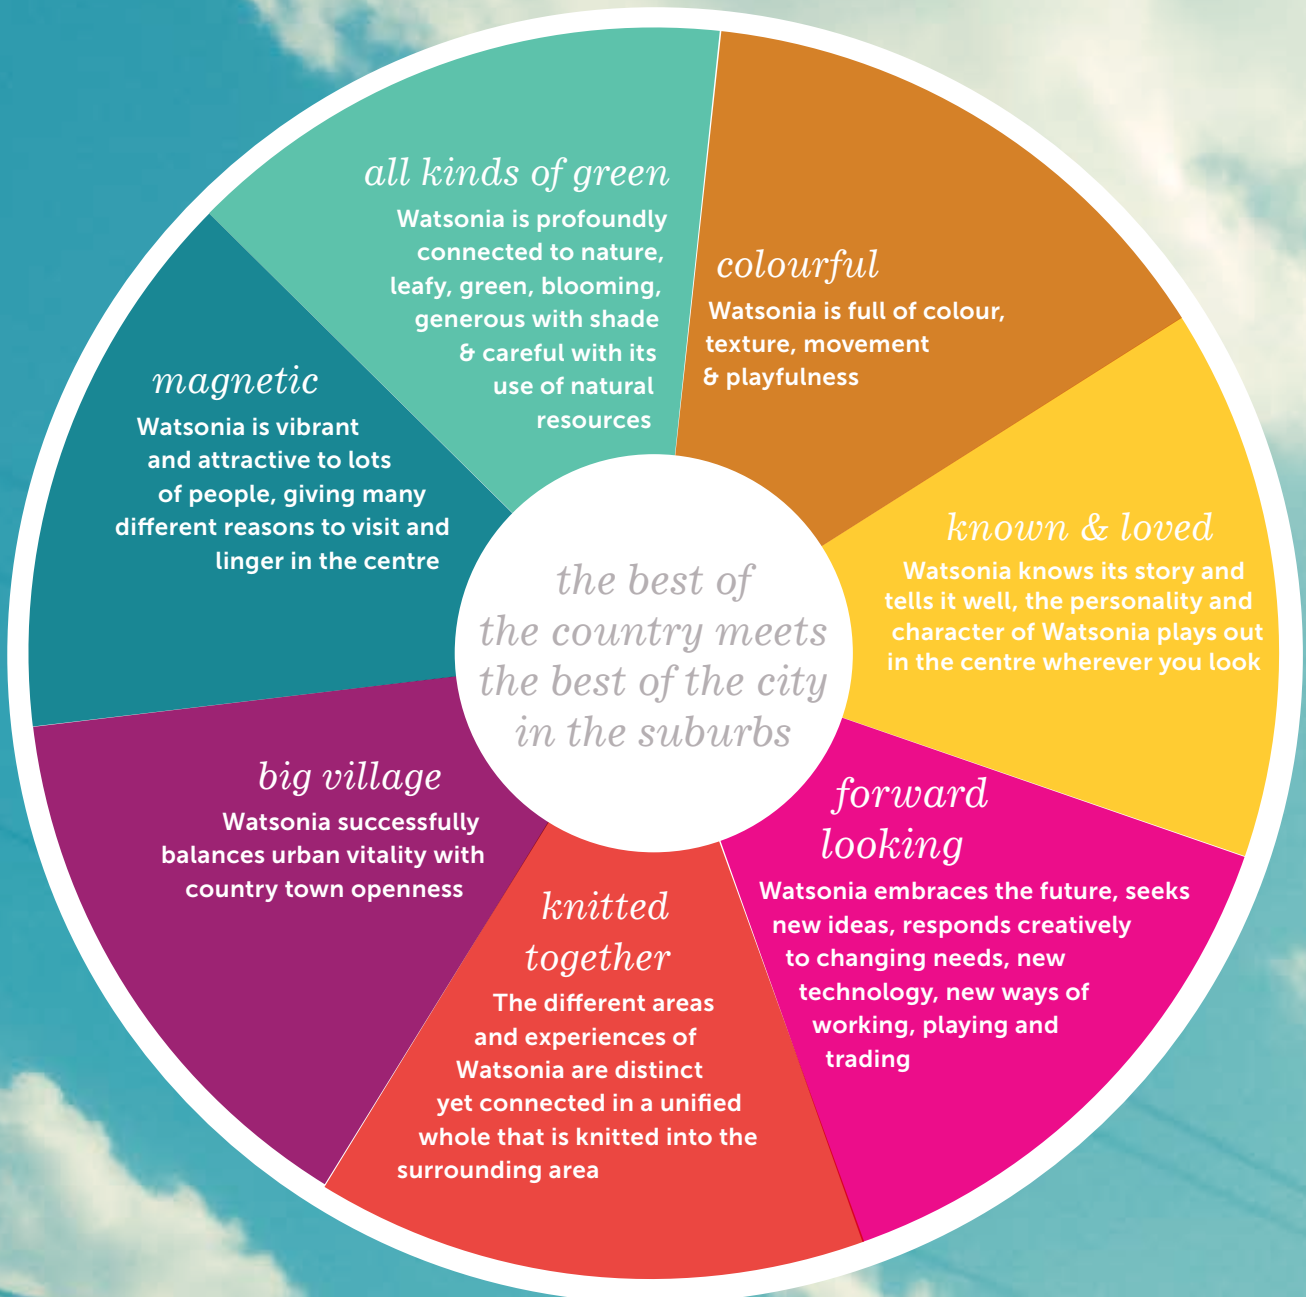 all kinds of green
Watsonia is profoundly
connected to nature,
leafy, green, blooming,
generous with shade
& careful with its
use of natural
resources
colourful
Watsonia is full of colour,
texture, movement
& playfulness
known & loved
Watsonia knows its story and
tells it well, the personality and
character of Watsonia plays out
in the centre wherever you look
forward
looking
Watsonia embraces the future, seeks
new ideas, responds creatively
to changing needs, new
technology, new ways of
working, playing and
trading
knitted
together
The different areas
and experiences of
Watsonia are distinct
yet connected in a unified
whole that is knitted into the
surrounding area
big village
Watsonia successfully
balances urban vitality with
country town openness
magnetic
Watsonia is vibrant
and attractive to lots
of people, giving many
different reasons to visit and
linger in the centre
the best of
the country meets
the best of the city
in the suburbs